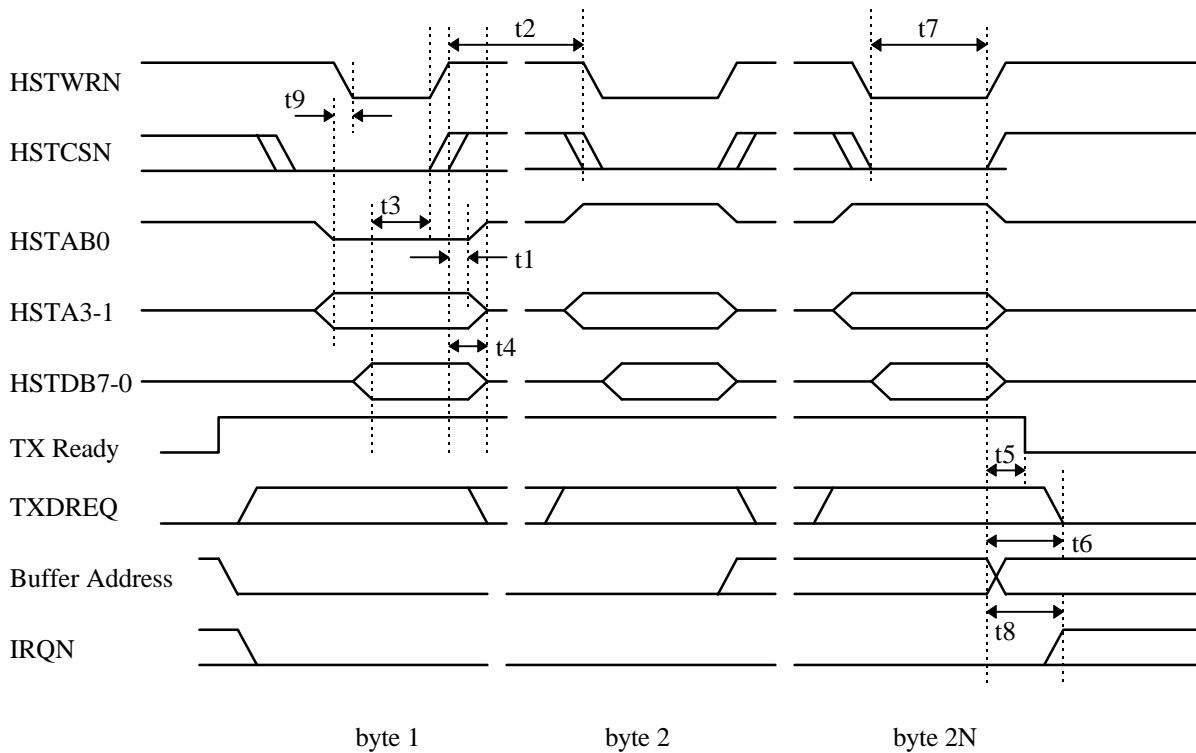 t2
t7
HSTWRN
t9
HSTCSN
t3
HSTAB0
t1
HSTA3-1
t4
HSTDB7-0
TX Ready
t5
TXDREQ
t6
Buffer Address
t8
IRQN
byte 1
byte 2
byte 2N